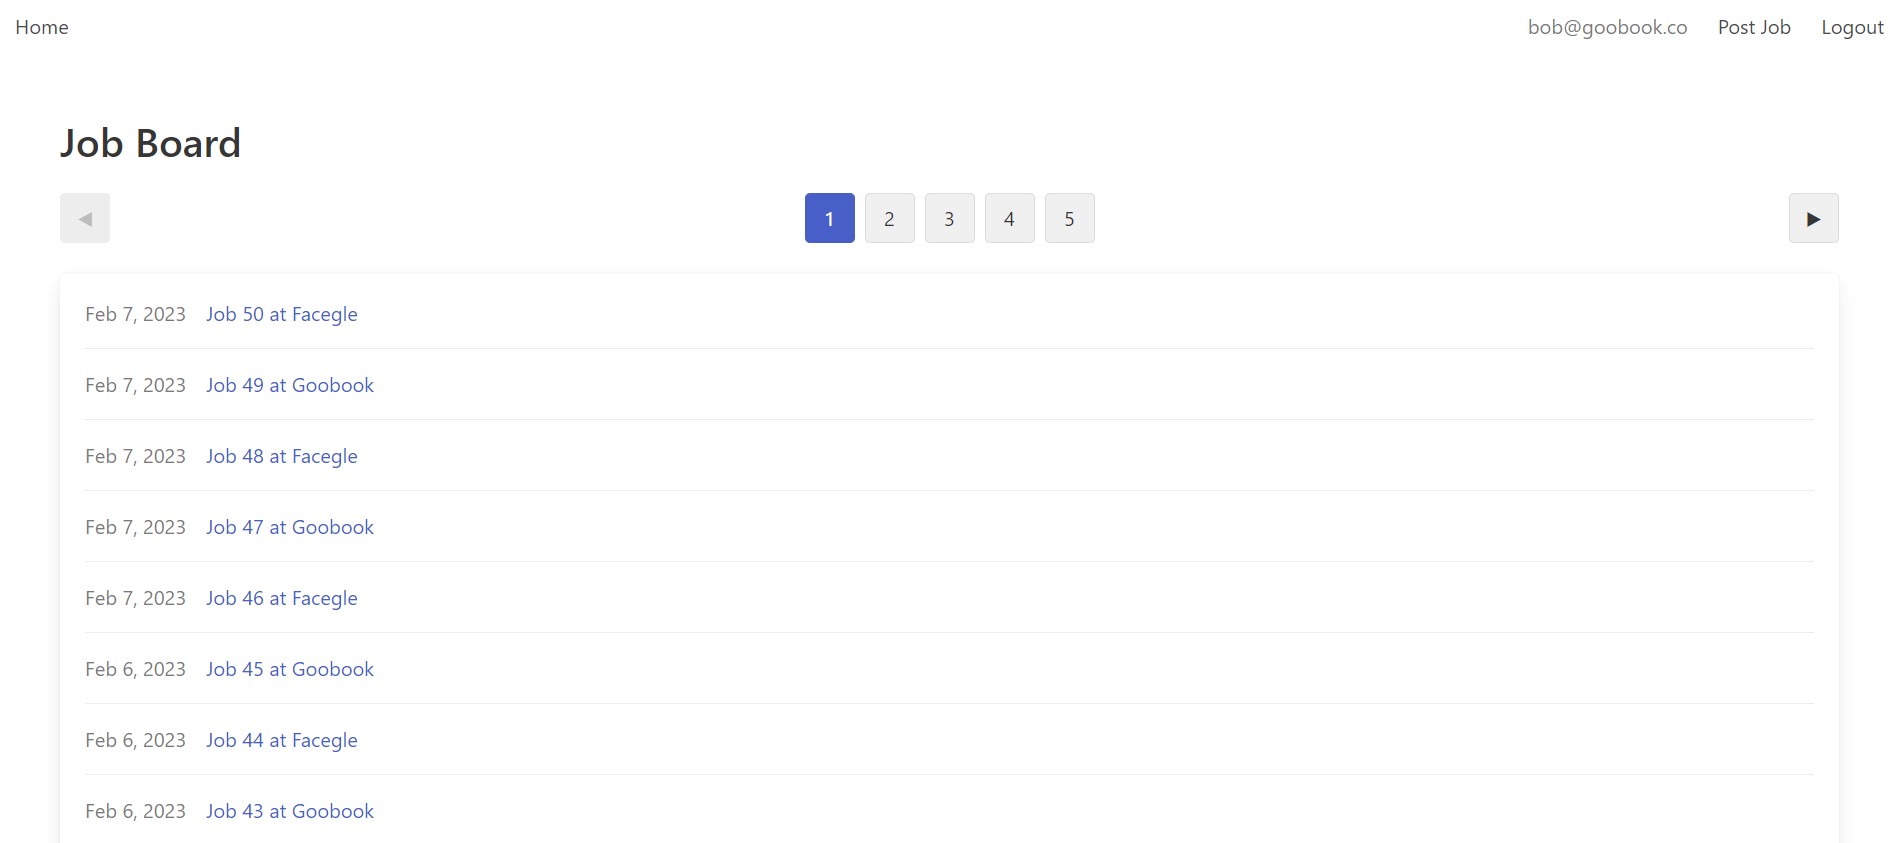 Home bob@goobook.co Post Job Logout
Job Board
◀ 1 2 3 4 5 ▶
Feb 7, 2023 Job 50 at Facegle
Feb 7, 2023 Job 49 at Goobook
Feb 7, 2023 Job 48 at Facegle
Feb 7, 2023 Job 47 at Goobook
Feb 7, 2023 Job 46 at Facegle
Feb 6, 2023 Job 45 at Goobook
Feb 6, 2023 Job 44 at Facegle
Feb 6, 2023 Job 43 at Goobook